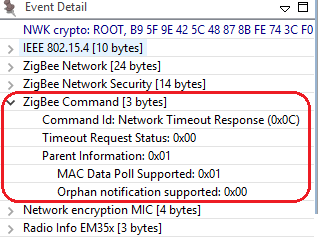 Event Detail
NWK crypto: ROOT, B9 5F 9E 42 5C 48 87 8B FE 74 3C F0
IEEE 802.15.4 [10 bytes]
ZigBee Network [24 bytes]
ZigBee Network Security [14 bytes]
ZigBee Command [3 bytes]
Command Id: Network Timeout Response (0x0C)
Timeout Request Status: 0x00
Parent Information: 0x01
MAC Data Poll Supported: 0x01
Orphan notification supported: 0x00
Network encryption MIC [4 bytes]
Radio Info EM35x [3 bytes]